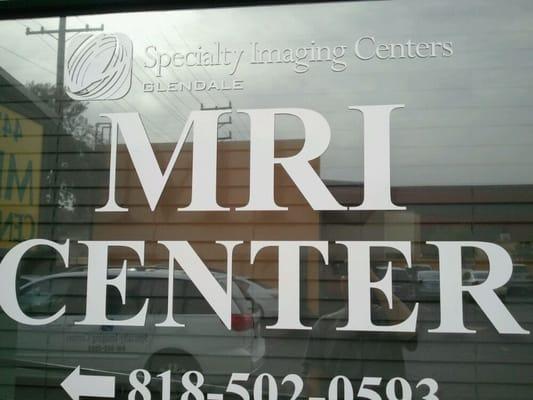 Specialty Imaging Centers
GLENDALE
MRI
CENTER
818-502-0593